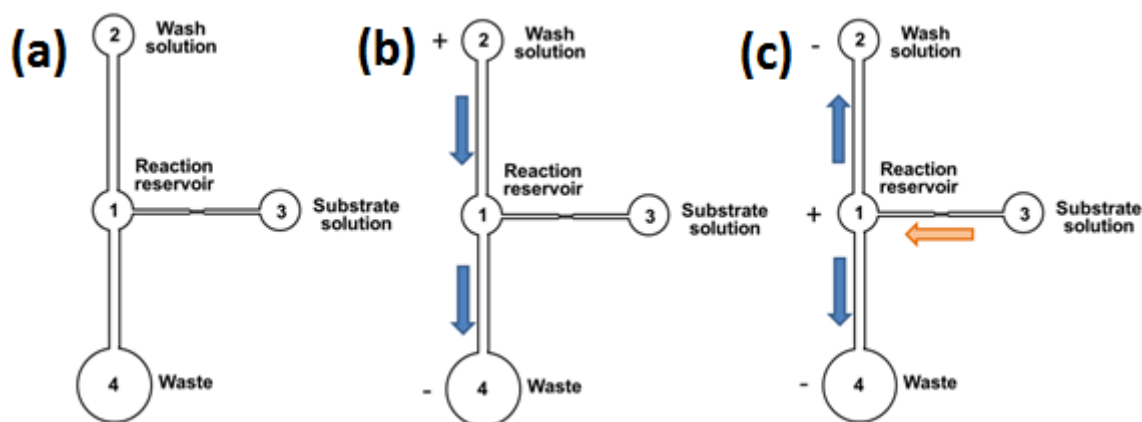 (a)
2
Wash
solution
Reaction
reservoir
1
3
Substrate
solution
4
Waste
(b)
+
2
Wash
solution
Reaction
reservoir
1
3
Substrate
solution
-
4
Waste
(c)
-
2
Wash
solution
Reaction
reservoir
+
1
3
Substrate
solution
-
4
Waste